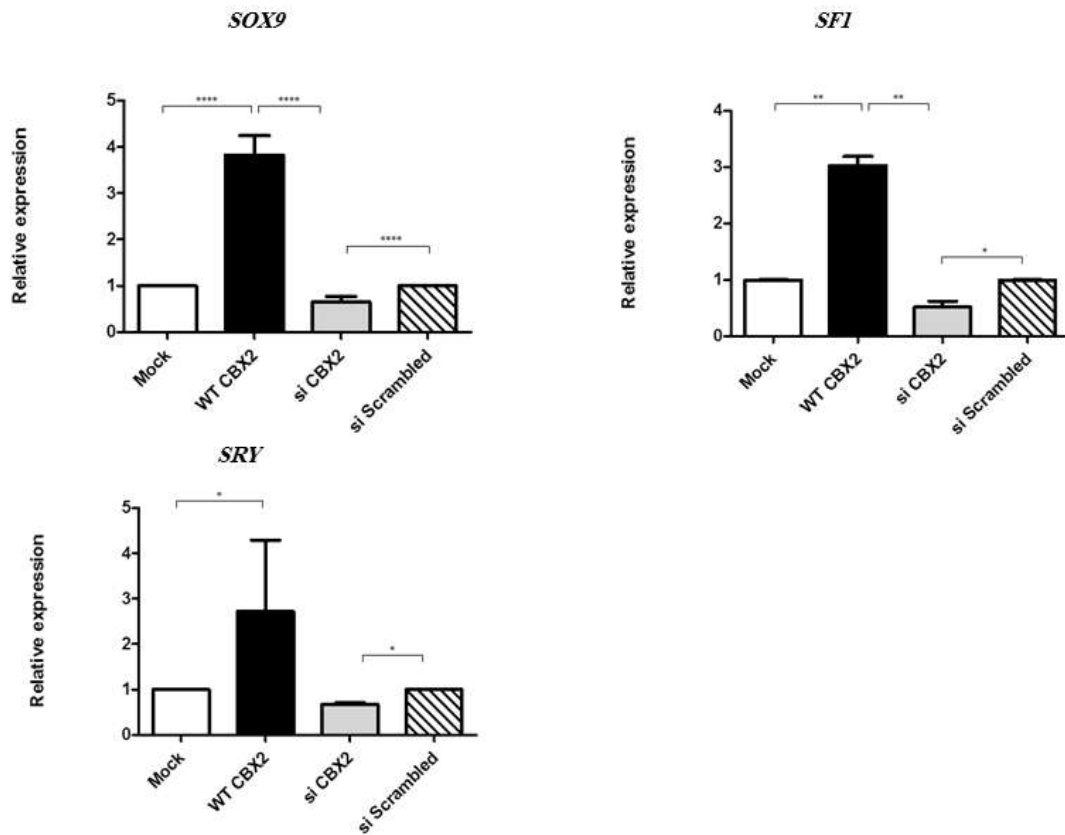 SOX9
Relative expression
5
4
3
2
1
0
**** ****
****
Mock
WT CBX2
si CBX2
si Scrambled
SF1
Relative expression
4
3
2
1
0
** **
*
Mock
WT CBX2
si CBX2
si Scrambled
SRY
Relative expression
5
4
3
2
1
0
*
*
Mock
WT CBX2
si CBX2
si Scrambled